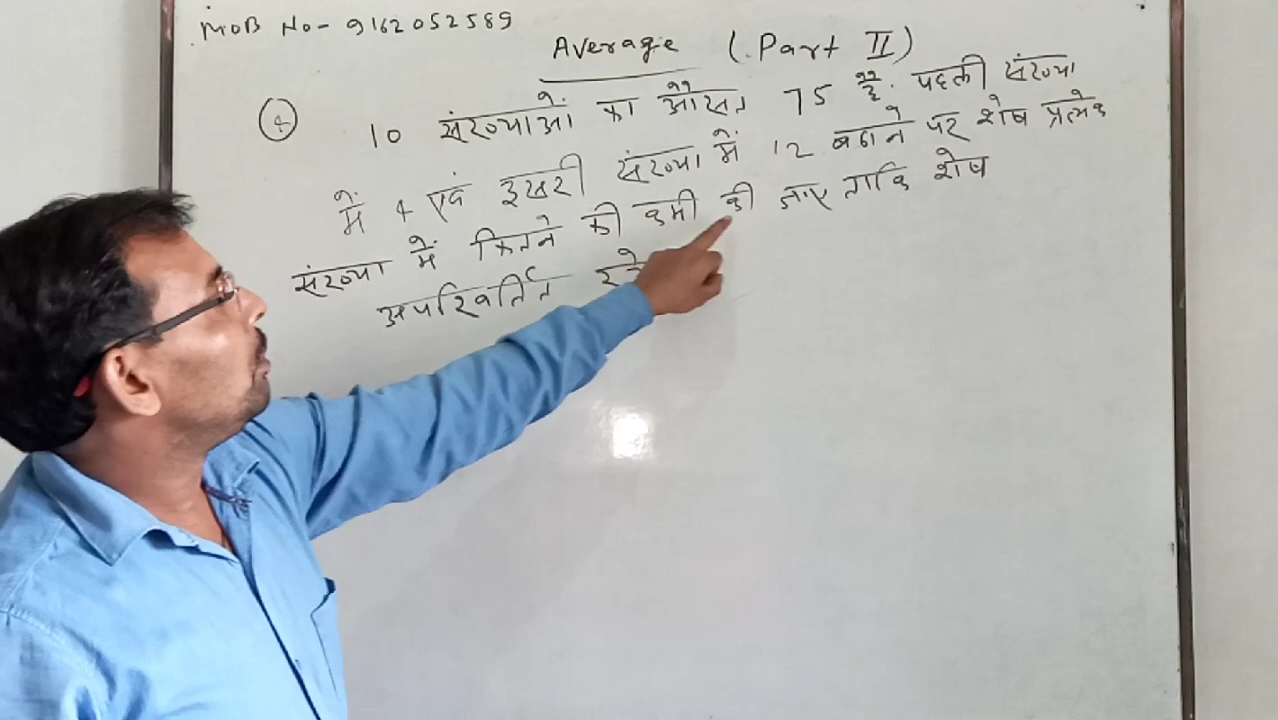 MOB No- 9162052589
Average (Part II)
4 10 संख्याओं का औसत 75 है. पहली संख्या
में 4 एवं दुसरी संख्या में 12 बढाने पर शेष प्रत्येक
संख्या में कितने की कमी की जाए ताकि शेष
अपरिवर्तित रहे